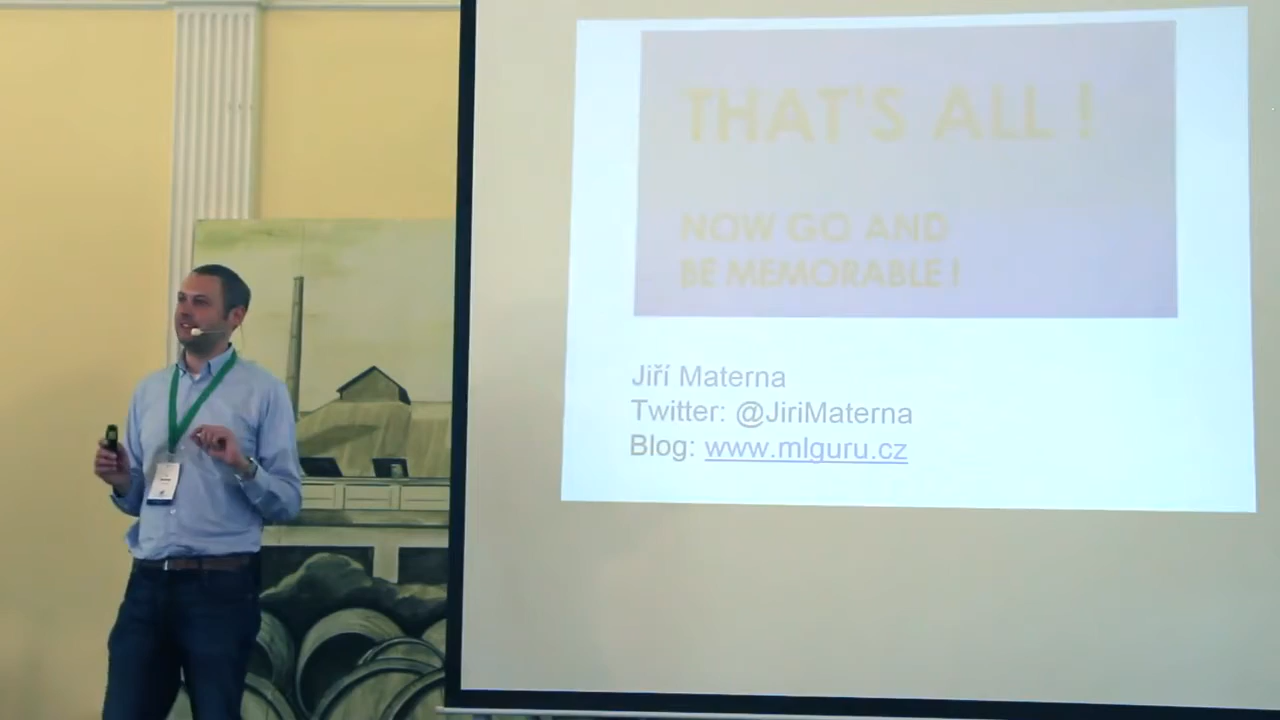 THAT'S ALL !
NOW GO AND
BE MEMORABLE !
Jiří Materna
Twitter: @JiriMaterna
Blog: www.mlguru.cz